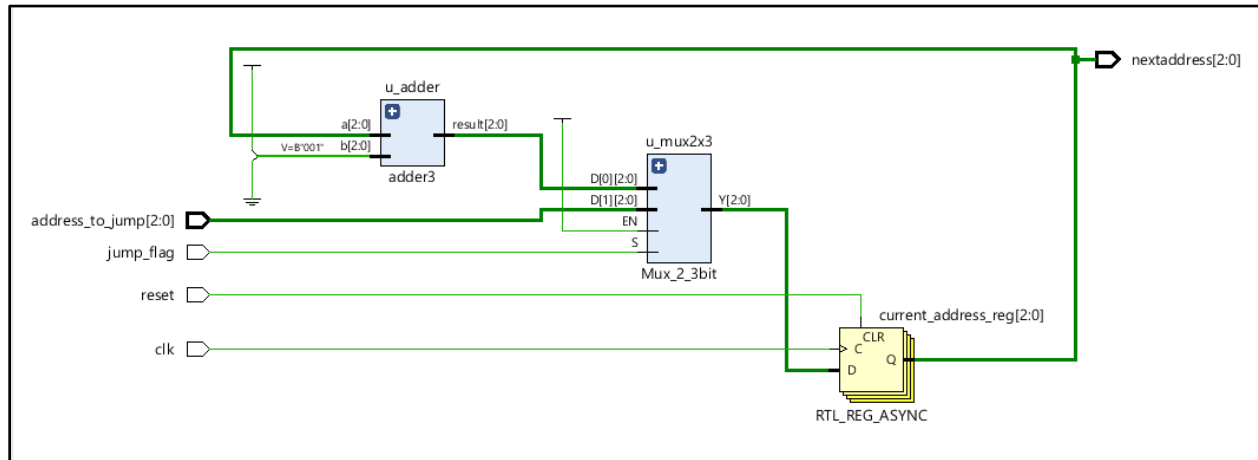 nextaddress[2:0]
u_adder
a[2:0]
result[2:0]
V=B"001"
b[2:0]
adder3
u_mux2x3
D[0][2:0]
D[1][2:0]
Y[2:0]
EN
S
Mux_2_3bit
address_to_jump[2:0]
jump_flag
reset
clk
current_address_reg[2:0]
CLR
C
Q
D
RTL_REG_ASYNC